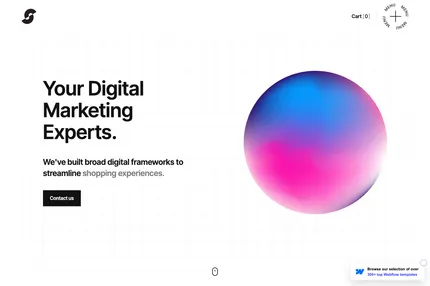 Cart [ 0 ]
MENU MENU MENU MENU
Your Digital
Marketing
Experts.
We've built broad digital frameworks to
streamline shopping experiences.
Contact us
Browse our selection of over
300+ top Webflow templates